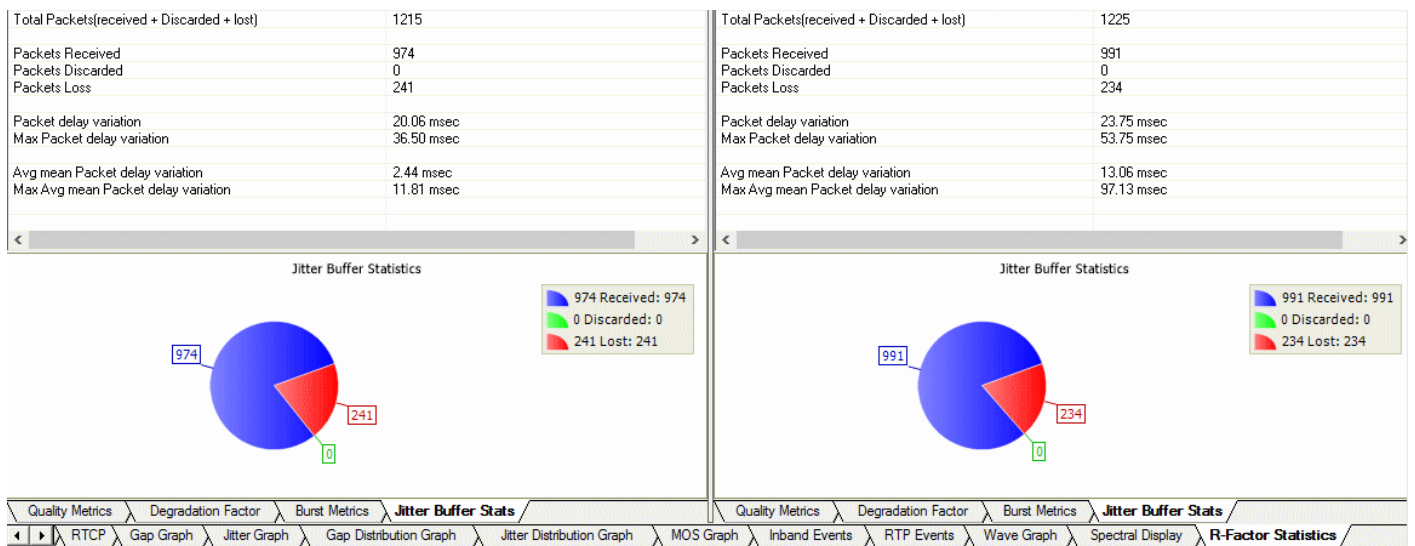 Total Packets(received + Discarded + lost) 1215
Packets Received 974
Packets Discarded 0
Packets Loss 241
Packet delay variation 20.06 msec
Max Packet delay variation 36.50 msec
Avg mean Packet delay variation 2.44 msec
Max Avg mean Packet delay variation 11.81 msec
Jitter Buffer Statistics
974 Received: 974
0 Discarded: 0
241 Lost: 241
974
241
0
Quality Metrics Degradation Factor Burst Metrics Jitter Buffer Stats
Total Packets(received + Discarded + lost) 1225
Packets Received 991
Packets Discarded 0
Packets Loss 234
Packet delay variation 23.75 msec
Max Packet delay variation 53.75 msec
Avg mean Packet delay variation 13.06 msec
Max Avg mean Packet delay variation 97.13 msec
Jitter Buffer Statistics
991 Received: 991
0 Discarded: 0
234 Lost: 234
991
234
0
Quality Metrics Degradation Factor Burst Metrics Jitter Buffer Stats
RTCP Gap Graph Jitter Graph Gap Distribution Graph Jitter Distribution Graph MOS Graph Inband Events RTP Events Wave Graph Spectral Display R-Factor Statistics